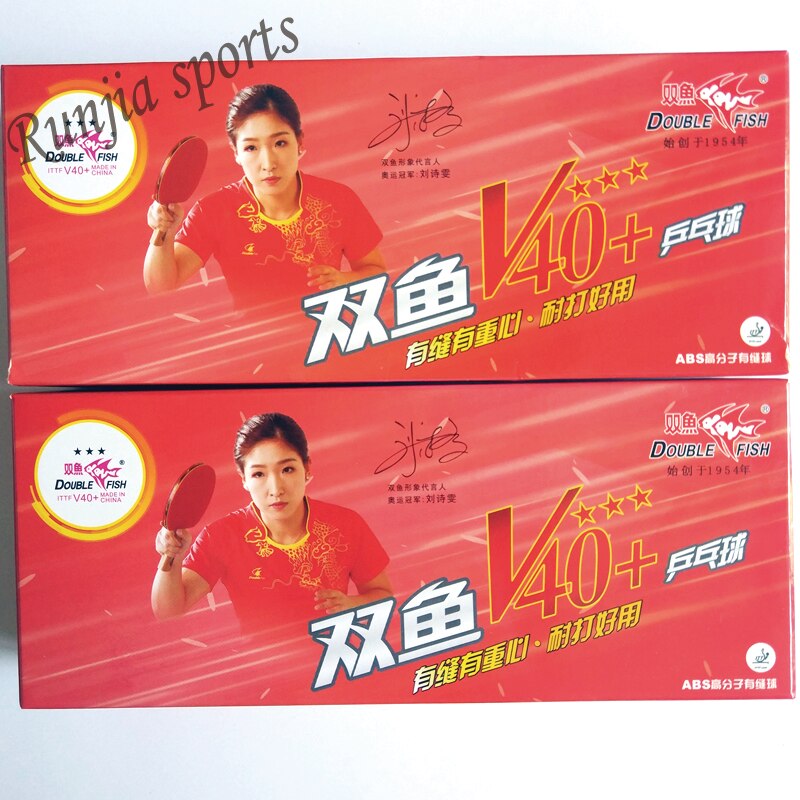 Runjia sports
★★★
双魚 ®
DOUBLE FISH
ITTF V40+ MADE IN CHINA
双鱼形象代言人
奥运冠军:刘诗雯
双魚 ®
DOUBLE FISH
始创于1954年
V40+ ★★★ 乒乓球
双鱼
有缝有重心·耐打好用
ABS高分子有缝球
★★★
双魚 ®
DOUBLE FISH
ITTF V40+ MADE IN CHINA
双鱼形象代言人
奥运冠军:刘诗雯
双魚 ®
DOUBLE FISH
始创于1954年
V40+ ★★★ 乒乓球
双鱼
有缝有重心·耐打好用
ABS高分子有缝球